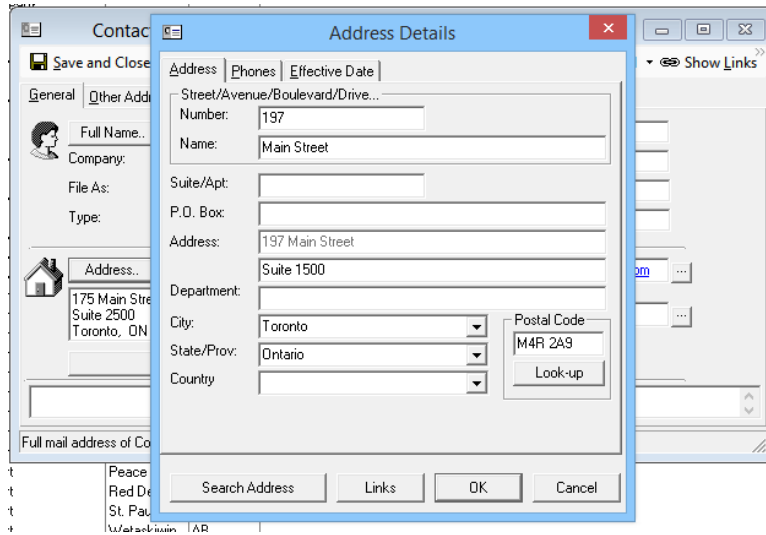 Contac
Address Details
Save and Close
Show Links
Address Phones Effective Date
General Other Addr
Street/Avenue/Boulevard/Drive...
Number: 197
Name: Main Street
Full Name..
Company:
File As:
Type:
Suite/Apt:
P.O. Box:
Address: 197 Main Street
Suite 1500
Department:
City: Toronto
State/Prov: Ontario
Country
Postal Code
M4R 2A9
Look-up
Address..
175 Main Stre
Suite 2500
Toronto, ON
om ...
...
Full mail address of Co
Search Address Links OK Cancel
Peace
Red De
St. Pau
Wetaskiwin AB